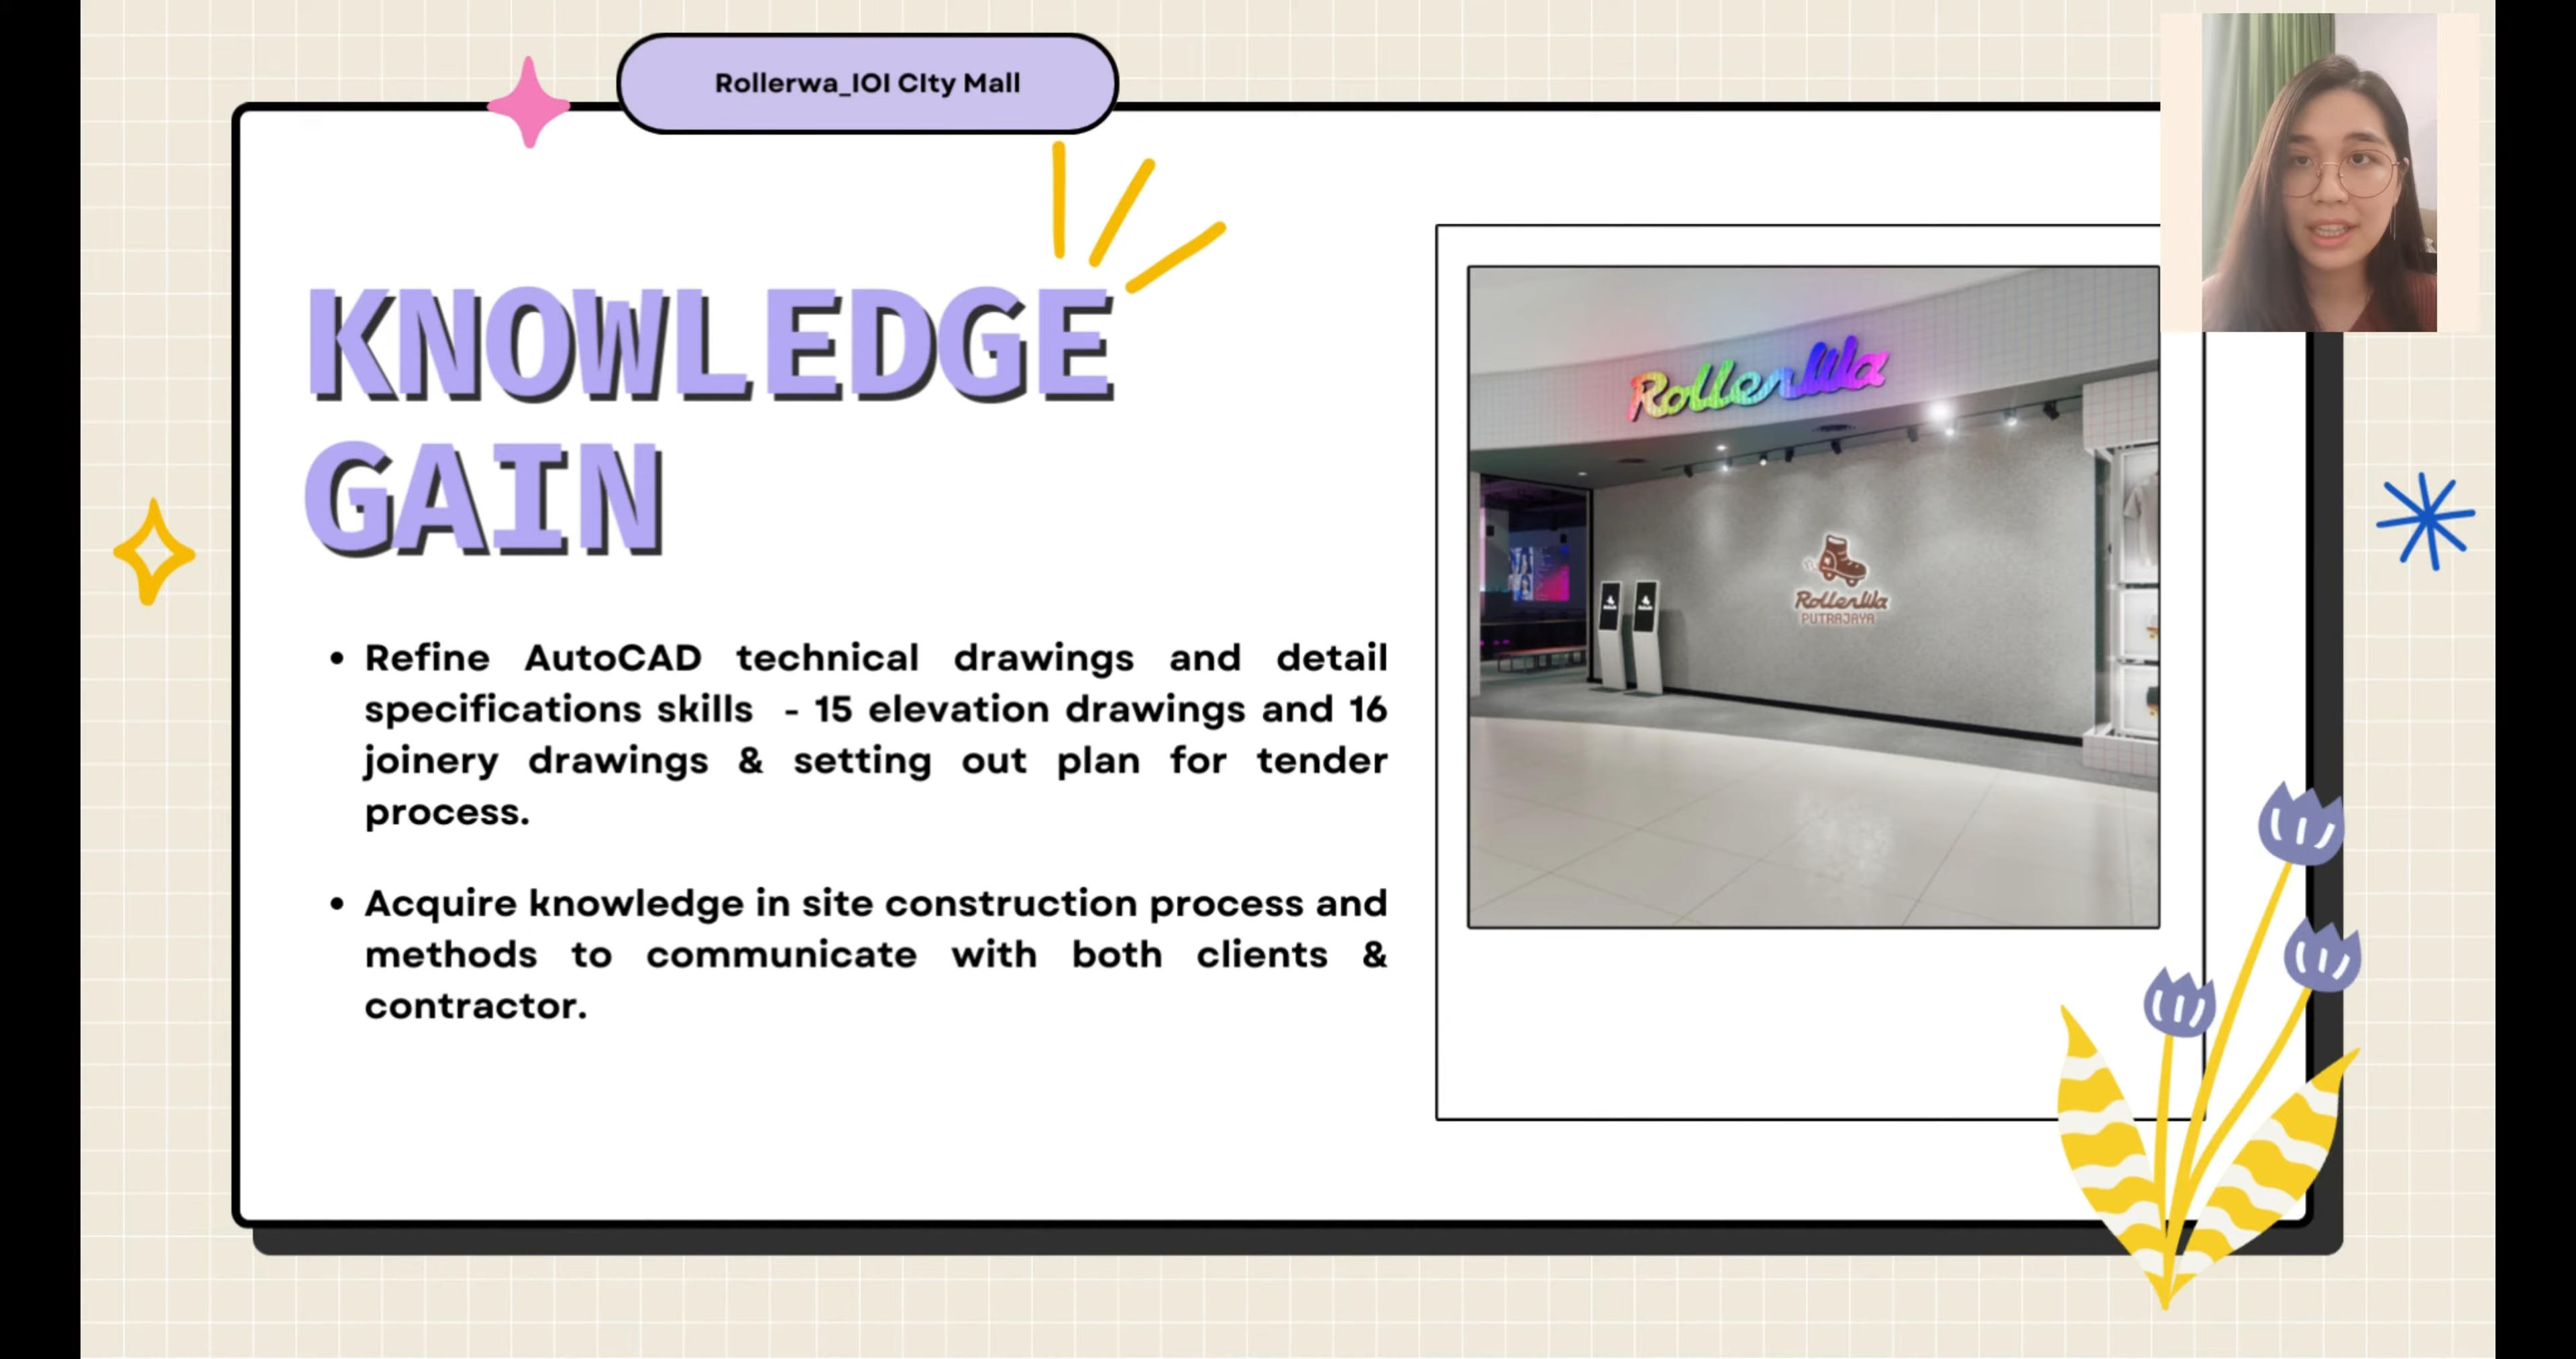 Rollerwa_IOI CIty Mall
KNOWLEDGE
GAIN
• Refine AutoCAD technical drawings and detail
specifications skills - 15 elevation drawings and 16
joinery drawings & setting out plan for tender
process.
• Acquire knowledge in site construction process and
methods to communicate with both clients &
contractor.
RollerWa
RollerWa
PUTRAJAYA